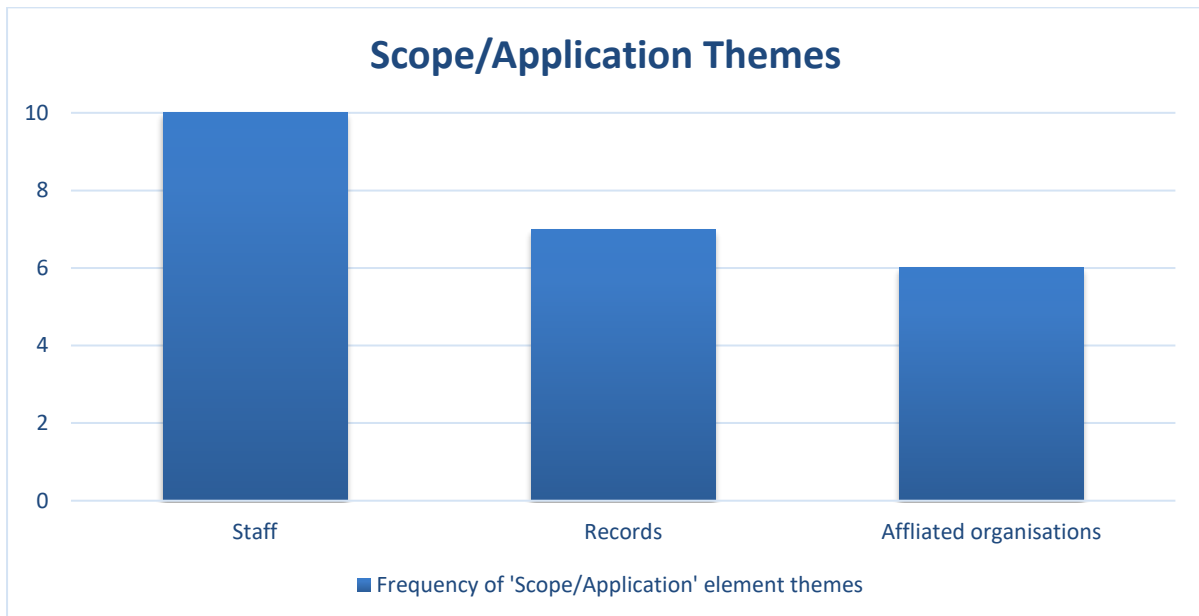 Scope/Application Themes
10
8
6
4
2
0
Staff
Records
Affliated organisations
Frequency of 'Scope/Application' element themes